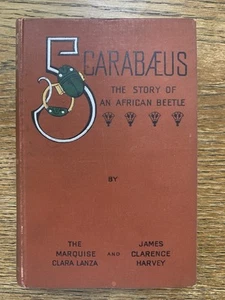 SCARABÆUS
THE STORY OF
AN AFRICAN BEETLE
BY
THE
MARQUISE
CLARA LANZA
AND
JAMES
CLARENCE
HARVEY